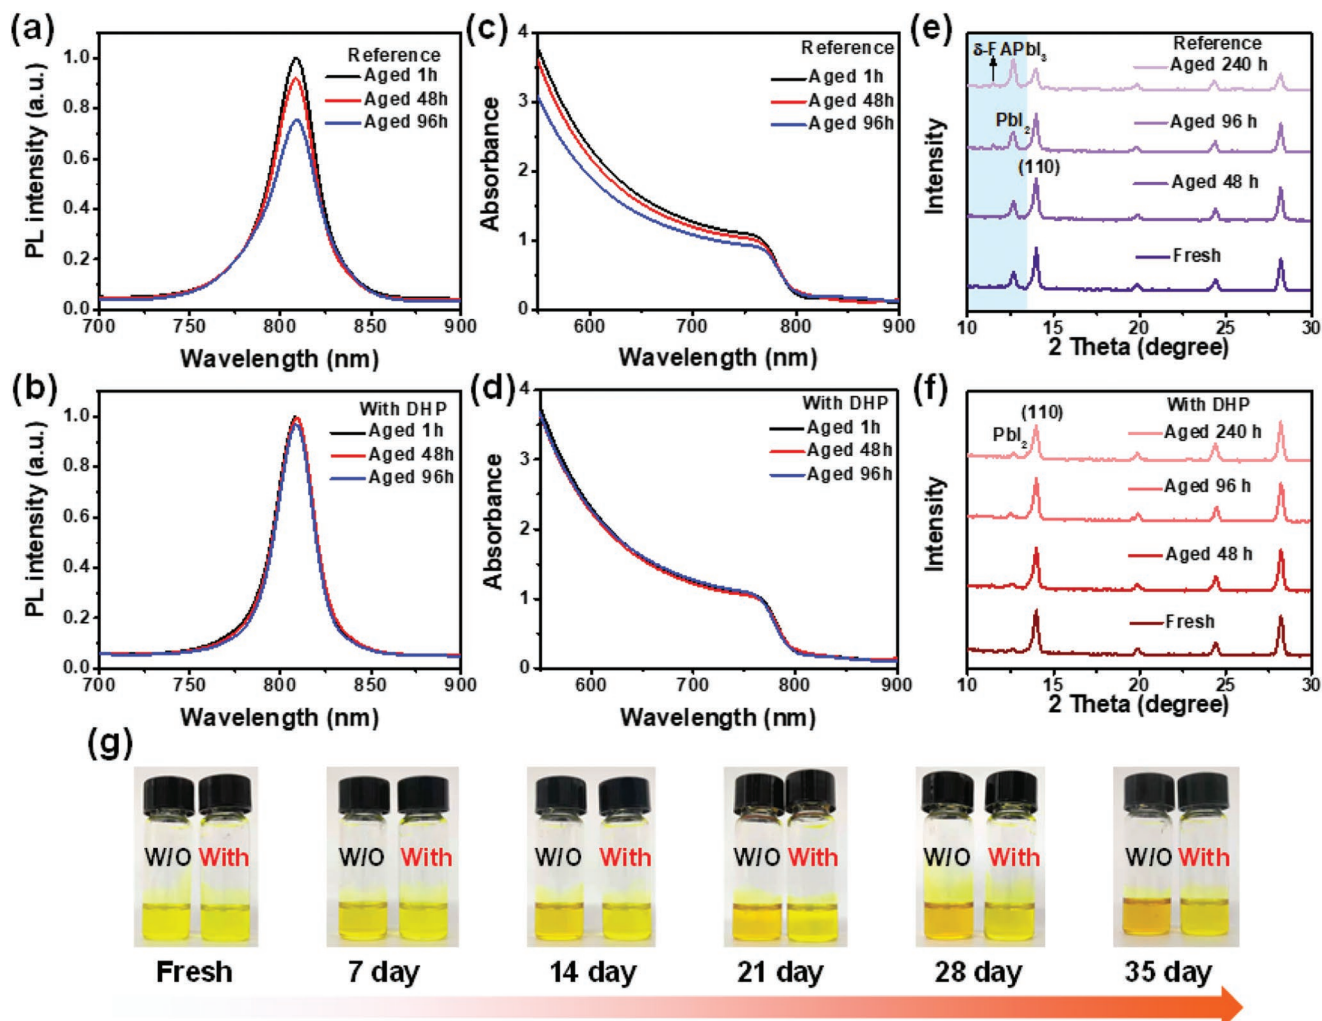 (a)
PL intensity (a.u.)
1.0
0.8
0.6
0.4
0.2
0.0
Reference
Aged 1h
Aged 48h
Aged 96h
700 750 800 850 900
Wavelength (nm)
(c)
Absorbance
4
3
2
1
0
Reference
Aged 1h
Aged 48h
Aged 96h
600 700 800 900
Wavelength (nm)
(e)
Intensity
δ-FAPbI3
Reference
Aged 240 h
PbI2
Aged 96 h
(110)
Aged 48 h
Fresh
10 15 20 25 30
2 Theta (degree)
(b)
PL intensity (a.u.)
1.0
0.8
0.6
0.4
0.2
0.0
With DHP
Aged 1h
Aged 48h
Aged 96h
700 750 800 850 900
Wavelength (nm)
(d)
Absorbance
4
3
2
1
0
With DHP
Aged 1h
Aged 48h
Aged 96h
600 700 800 900
Wavelength (nm)
(f)
Intensity
(110)
PbI2
With DHP
Aged 240 h
Aged 96 h
Aged 48 h
Fresh
10 15 20 25 30
2 Theta (degree)
(g)
W/O With W/O With W/O With W/O With W/O With W/O With
Fresh 7 day 14 day 21 day 28 day 35 day